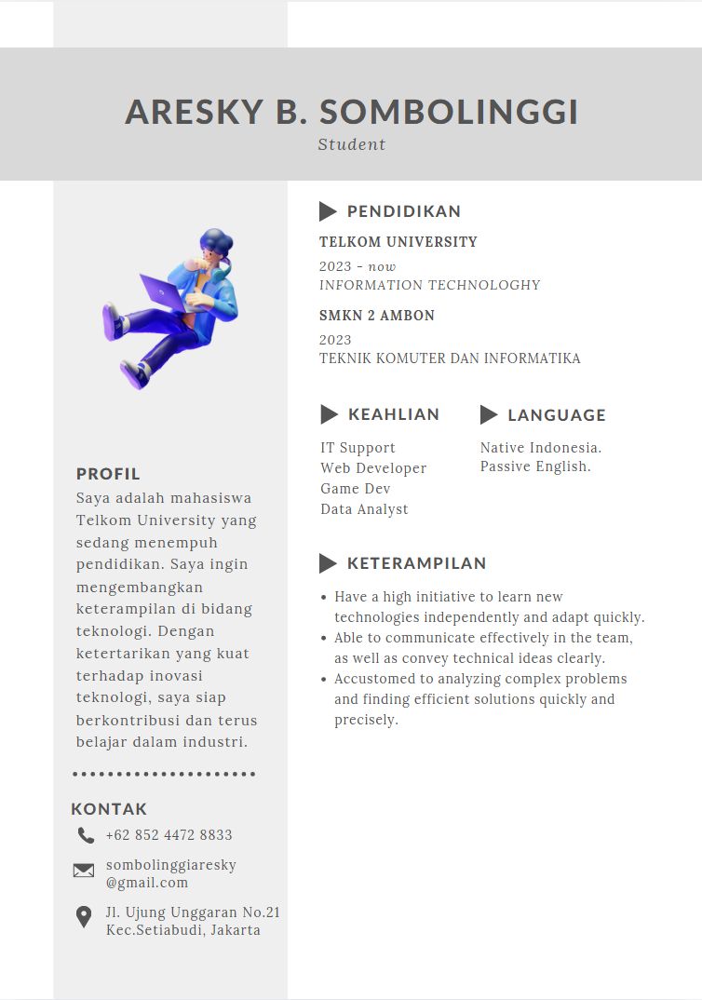 ARESKY B. SOMBOLINGGI
Student
PROFIL
Saya adalah mahasiswa
Telkom University yang
sedang menempuh
pendidikan. Saya ingin
mengembangkan
keterampilan di bidang
teknologi. Dengan
ketertarikan yang kuat
terhadap inovasi
teknologi, saya siap
berkontribusi dan terus
belajar dalam industri.
KONTAK
+62 852 4472 8833
sombolinggiaresky
@gmail.com
Jl. Ujung Unggaran No.21
Kec.Setiabudi, Jakarta
PENDIDIKAN
TELKOM UNIVERSITY
2023 - now
INFORMATION TECHNOLOGHY
SMKN 2 AMBON
2023
TEKNIK KOMUTER DAN INFORMATIKA
KEAHLIAN
IT Support
Web Developer
Game Dev
Data Analyst
LANGUAGE
Native Indonesia.
Passive English.
KETERAMPILAN
• Have a high initiative to learn new
technologies independently and adapt quickly.
• Able to communicate effectively in the team,
as well as convey technical ideas clearly.
• Accustomed to analyzing complex problems
and finding efficient solutions quickly and
precisely.